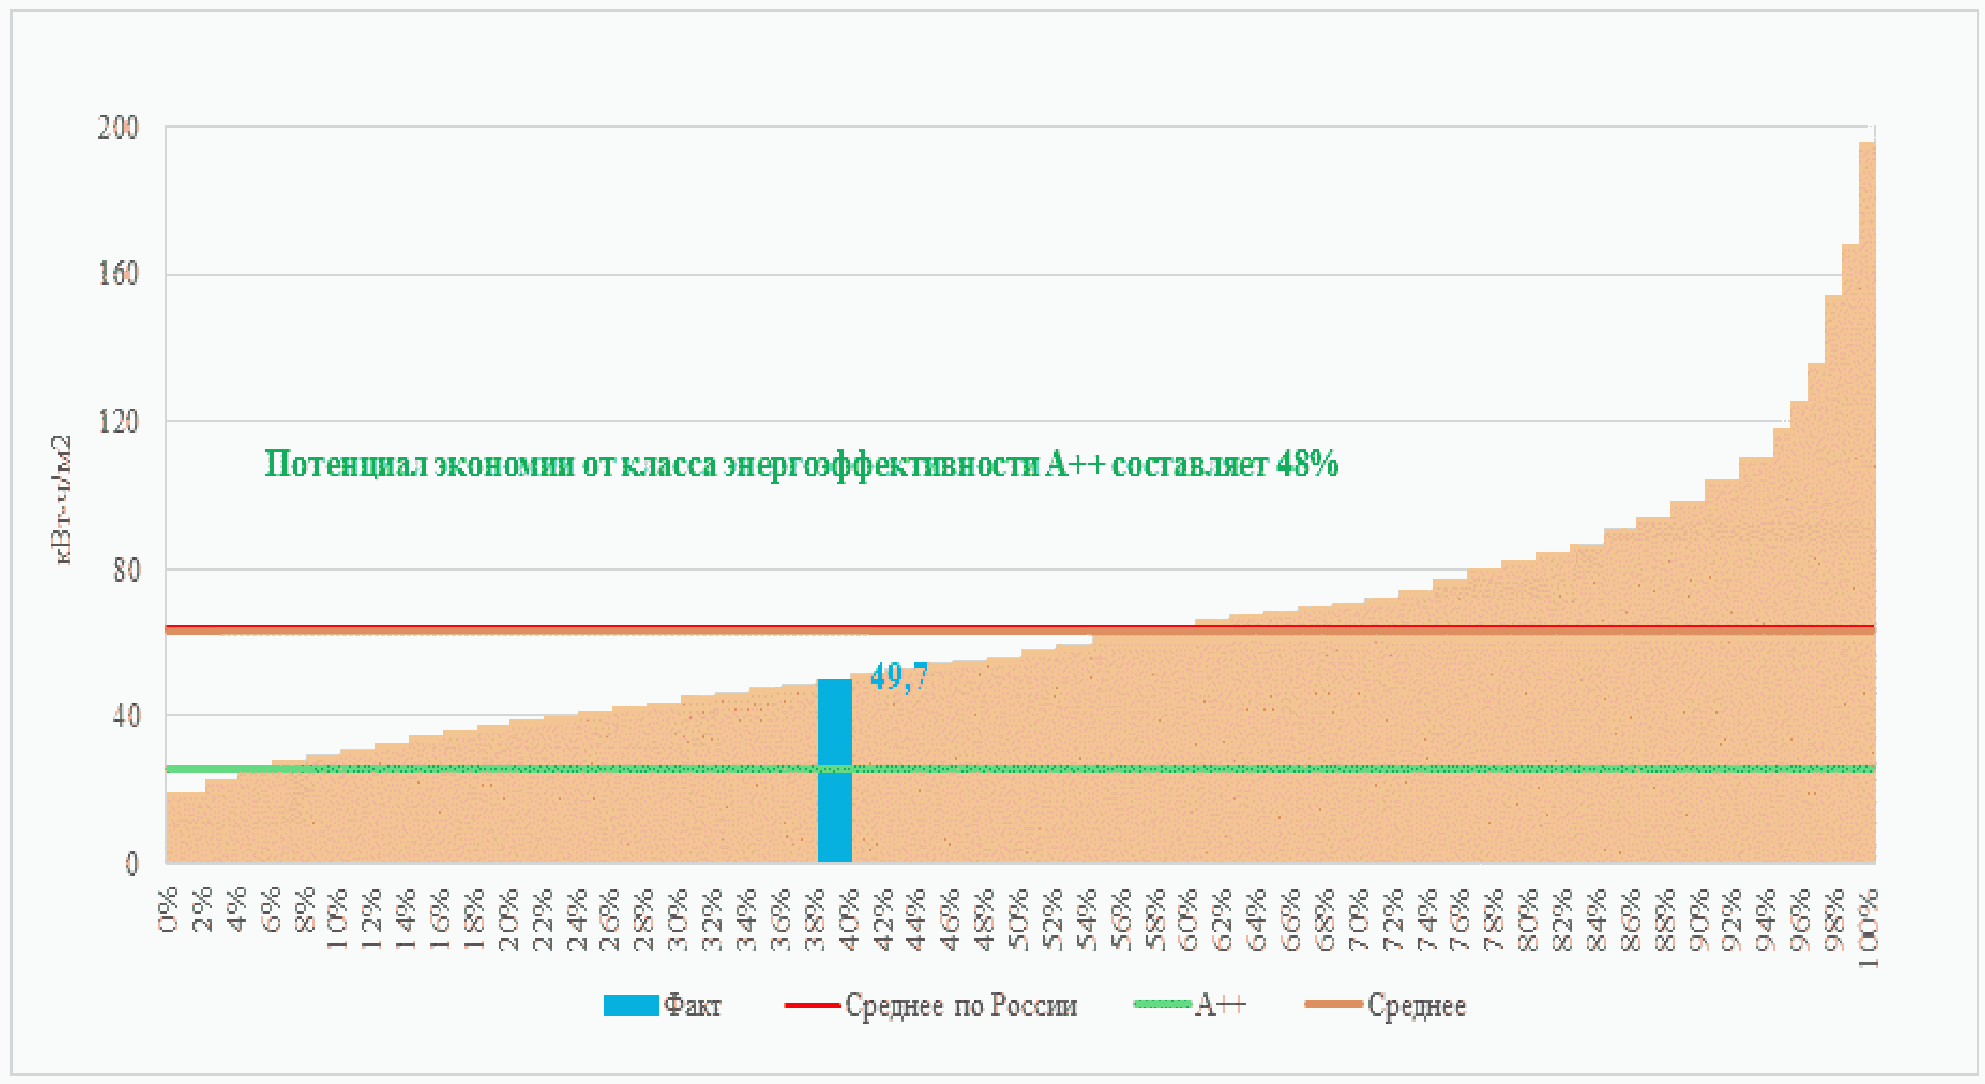 200
160
120
80
40
0
кВт-ч/м2
Потенциал экономии от класса энергоэффективности А++ составляет 48%
49,7
0% 2% 4% 6% 8% 10% 12% 14% 16% 18% 20% 22% 24% 26% 28% 30% 32% 34% 36% 38% 40% 42% 44% 46% 48% 50% 52% 54% 56% 58% 60% 62% 64% 66% 68% 70% 72% 74% 76% 78% 80% 82% 84% 86% 88% 90% 92% 94% 96% 98% 100%
Факт Среднее по России А++ Среднее